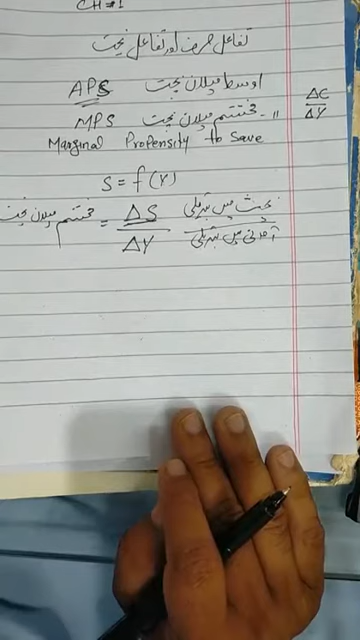 CH=1
تفاعل صرف اور تفاعل بچت
اوسط میلان بچت APS
مختتم میلان بچت MPS
ΔC
ΔY
Marginal Propensity to Save
S = f (Y)
مختتم میلان بچت = ΔS / ΔY
بچت میں تبدیلی
آمدنی میں تبدیلی